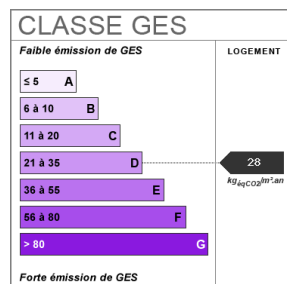 CLASSE GES
Faible émission de GES
LOGEMENT
≤ 5 A
6 à 10 B
11 à 20 C
21 à 35 D
28
kgéqCO2/m².an
36 à 55 E
56 à 80 F
> 80 G
Forte émission de GES